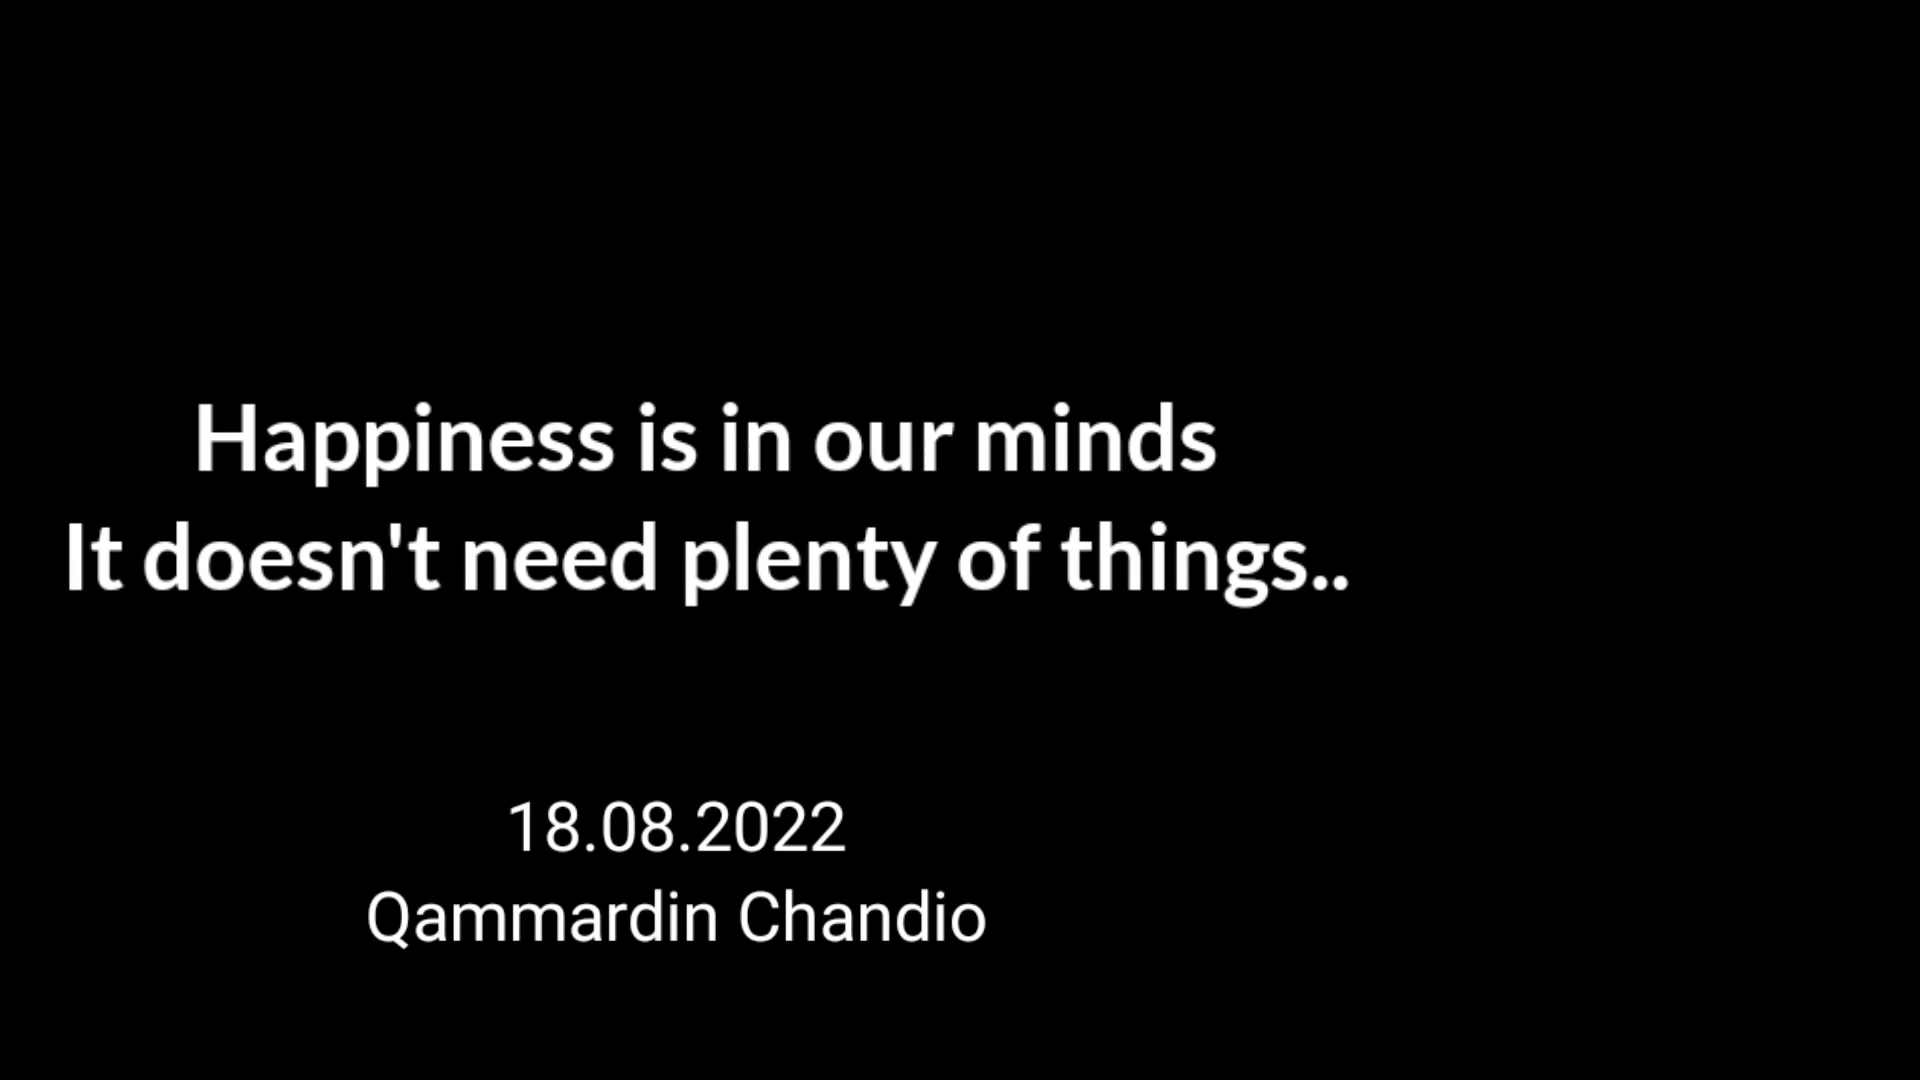 Happiness is in our minds
It doesn't need plenty of things..
18.08.2022
Qammardin Chandio